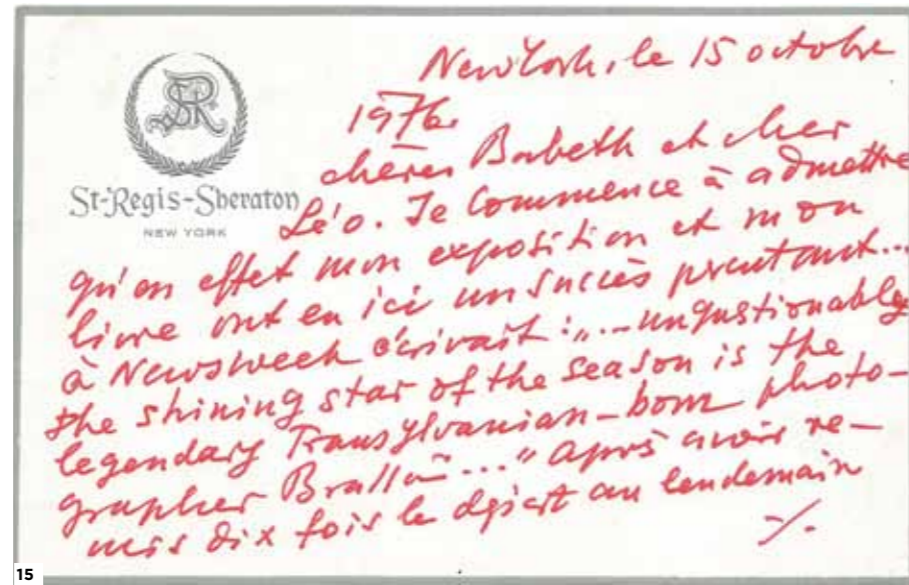 SR
St-Regis-Sheraton
NEW YORK
New York, le 15 octobre
1976
chère Babeth et cher
Léo. Je commence à admettre
qu'en effet mon exposition et mon
livre ont eu ici un succès
à Newsweek écrivait : „...unqustionably
the shining star of the season is the
legendary Transylvanian-born photo-
grapher Brassaï..." Après avoir re-
mis dix fois le départ au lendemain
./.
15